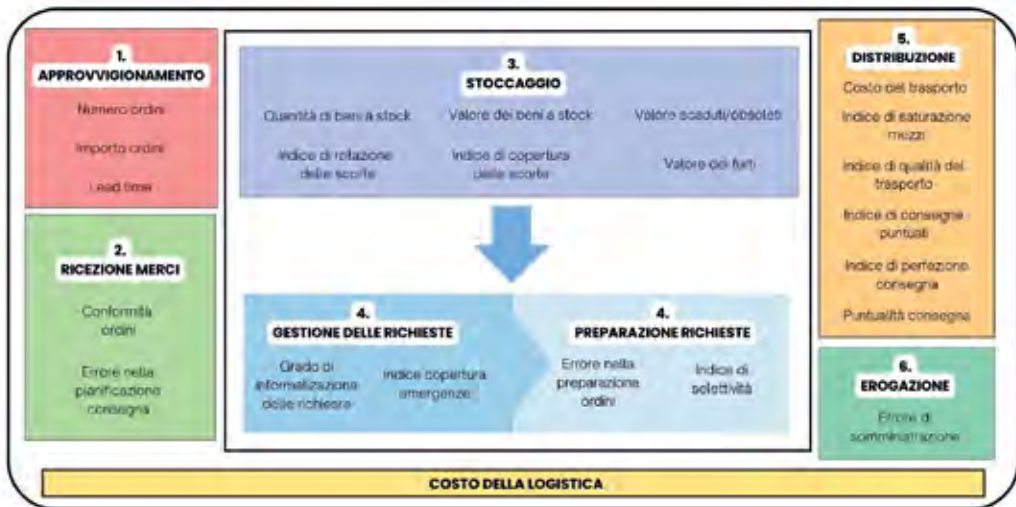 1.
APPROVVIGIONAMENTO
Numero ordini
Importo ordini
Lead time
2.
RICEZIONE MERCI
Conformità
ordini
Errore nella
pianificazione
consegna
3.
STOCCAGGIO
Quantità di beni a stock
Valore dei beni a stock
Valore scaduti/obsoleti
Indice di rotazione
delle scorte
Indice di copertura
delle scorte
Valore dei furti
4.
GESTIONE DELLE RICHIESTE
Grado di
informatizzazione
delle richieste
Indice copertura
emergenze
4.
PREPARAZIONE RICHIESTE
Errore nella
preparazione
ordini
Indice di
selettività
5.
DISTRIBUZIONE
Costo del trasporto
Indice di saturazione
mezzi
Indice di qualità del
trasporto
Indice di consegne
puntuali
Indice di perfezione
consegna
Puntualità consegna
6.
EROGAZIONE
Errore di
somministrazione
COSTO DELLA LOGISTICA